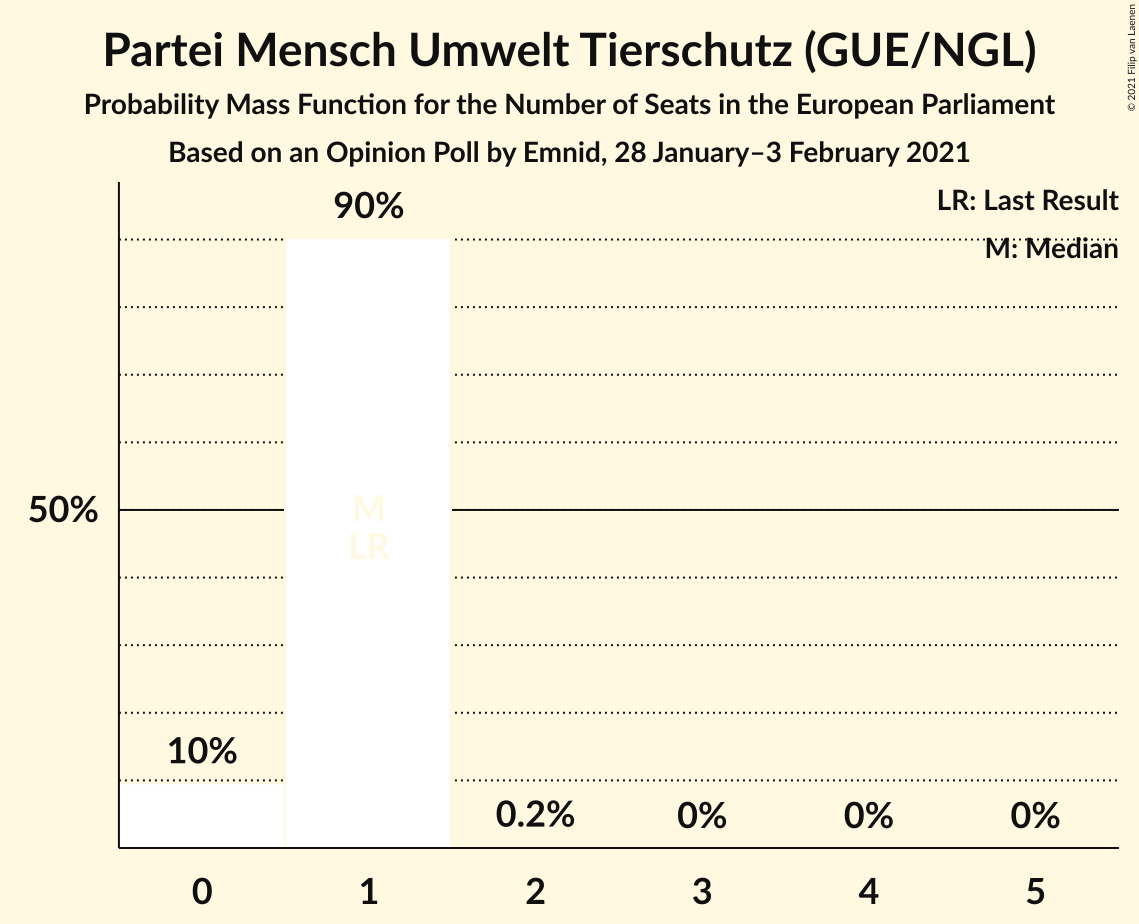 Partei Mensch Umwelt Tierschutz (GUE/NGL)
Probability Mass Function for the Number of Seats in the European Parliament
Based on an Opinion Poll by Emnid, 28 January–3 February 2021
© 2021 Filip van Laenen
LR: Last Result
M: Median
90%
50%
M
LR
10%
0.2%
0%
0%
0%
0
1
2
3
4
5